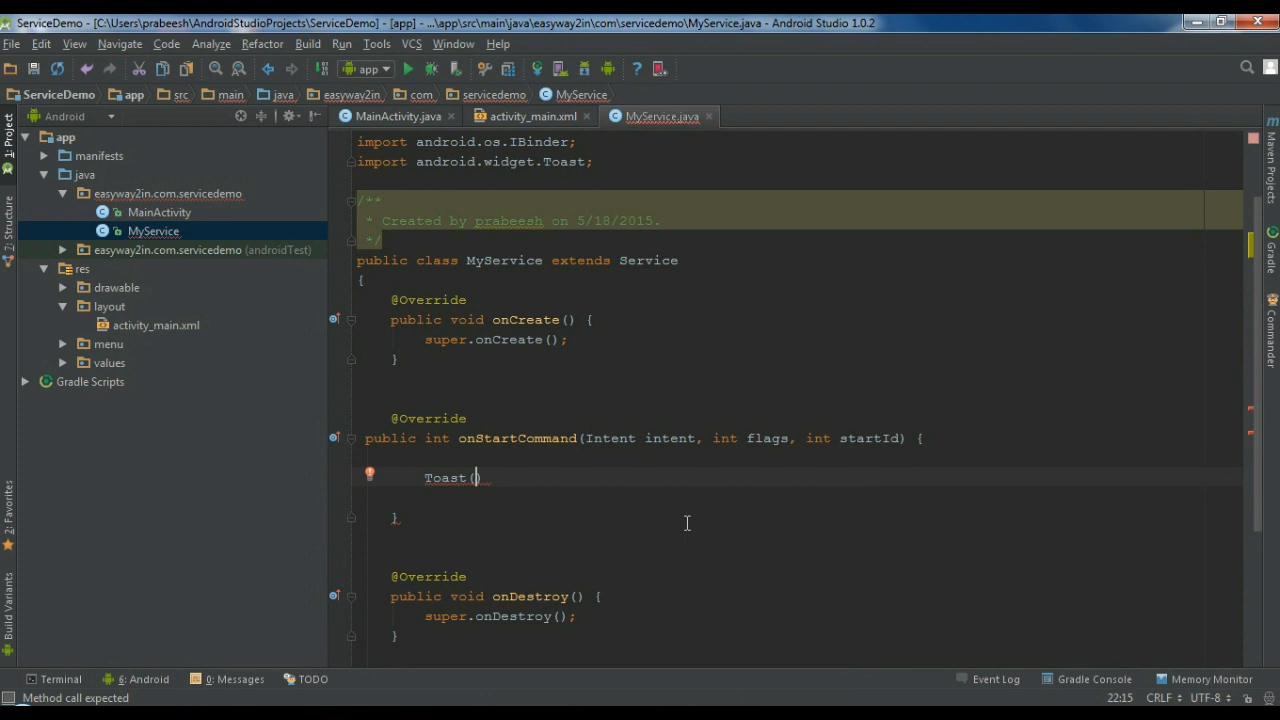 ServiceDemo - [C:\Users\prabeesh\AndroidStudioProjects\ServiceDemo] - [app] - ...\app\src\main\java\easyway2in\com\servicedemo\MyService.java - Android Studio 1.0.2
File Edit View Navigate Code Analyze Refactor Build Run Tools VCS Window Help
app
ServiceDemo app src main java easyway2in com servicedemo MyService
Android
MainActivity.java activity_main.xml MyService.java
1: Project
7: Structure
2: Favorites
Build Variants
app
manifests
java
easyway2in.com.servicedemo
MainActivity
MyService
easyway2in.com.servicedemo (androidTest)
res
drawable
layout
activity_main.xml
menu
values
Gradle Scripts
import android.os.IBinder;
import android.widget.Toast;
/**
* Created by prabeesh on 5/18/2015.
*/
public class MyService extends Service
{
@Override
public void onCreate() {
super.onCreate();
}
@Override
public int onStartCommand(Intent intent, int flags, int startId) {
Toast()
}
@Override
public void onDestroy() {
super.onDestroy();
}
Maven Projects
Gradle
Commander
Terminal 6: Android 0: Messages TODO Event Log Gradle Console Memory Monitor
Method call expected 22:15 CRLF UTF-8